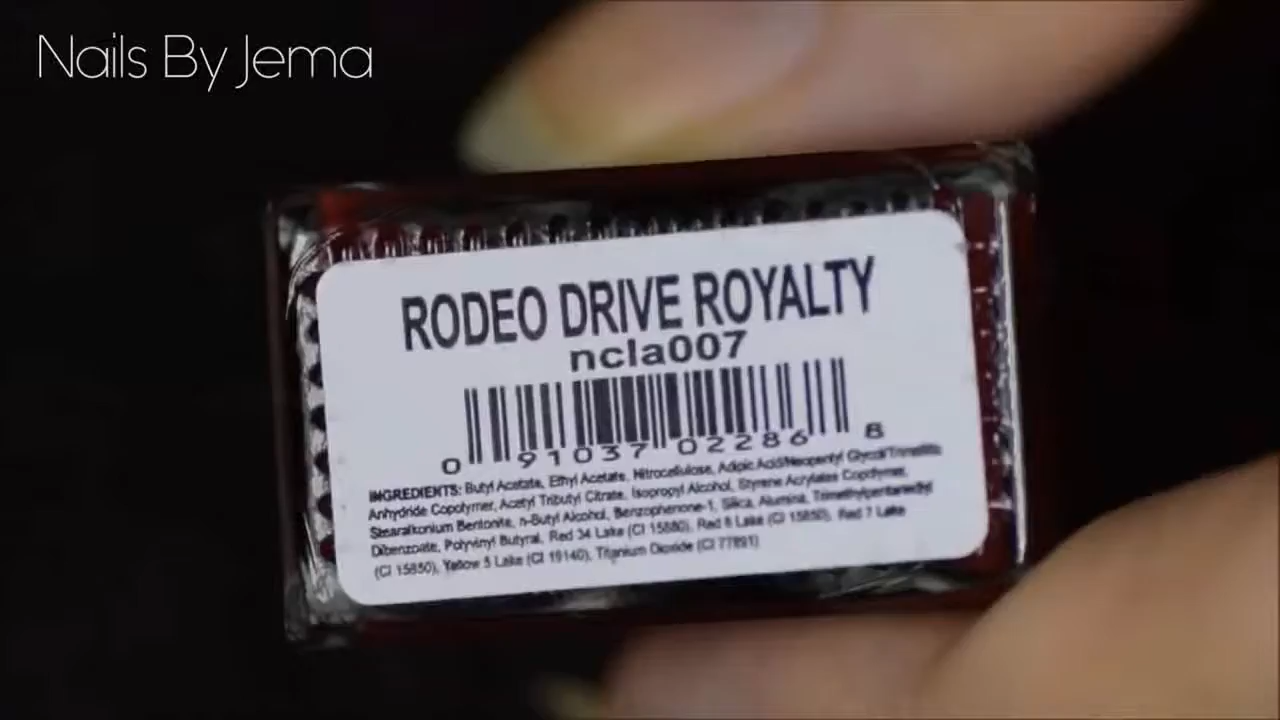 Nails By Jema
RODEO DRIVE ROYALTY
ncla007
0 91037 02286 8
INGREDIENTS: Butyl Acetate, Ethyl Acetate, Nitrocellulose, Adipic Acid/Neopentyl Glycol/Trimellitic
Anhydride Copolymer, Acetyl Tributyl Citrate, Isopropyl Alcohol, Styrene Acrylates Copolymer,
Stearalkonium Bentonite, n-Butyl Alcohol, Benzophenone-1, Silica, Alumina, Trimethylpentanediyl
Dibenzoate, Polyvinyl Butyral, Red 34 Lake (CI 15880), Red 6 Lake (CI 15850), Red 7 Lake
(CI 15850), Yellow 5 Lake (CI 19140), Titanium Dioxide (CI 77891)